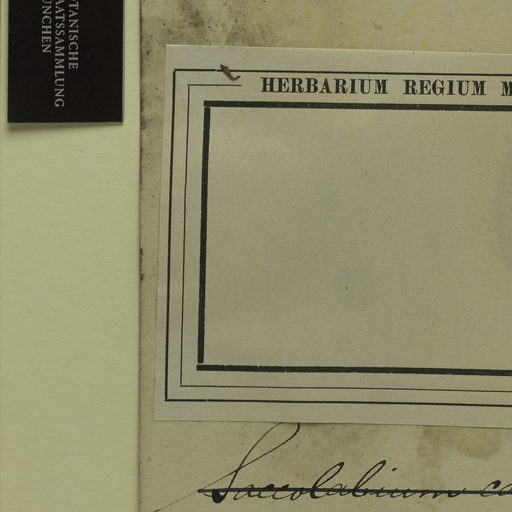 TANISCHE
AATSSAMMLUNG
ÜNCHEN
HERBARIUM REGIUM M
Saccolabium